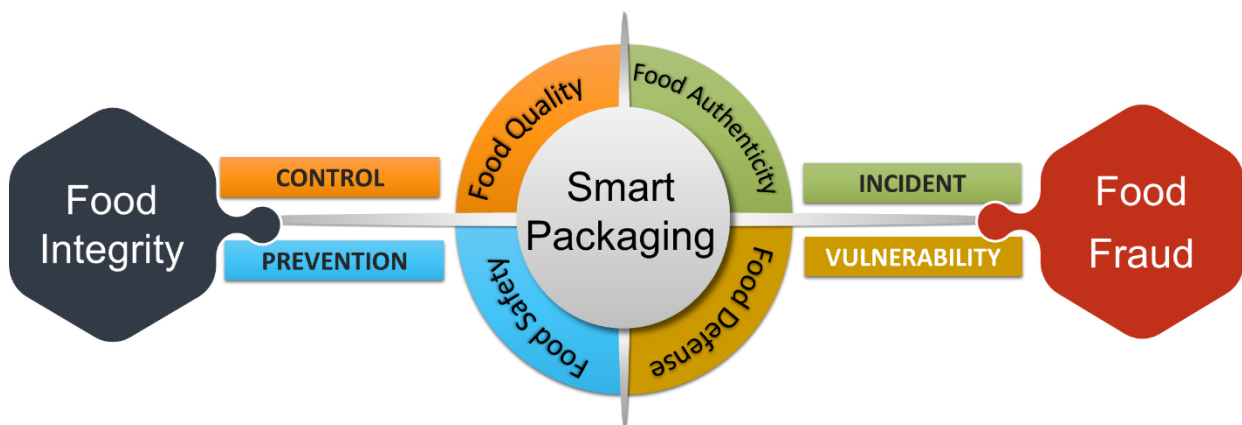 Food
Integrity
CONTROL
PREVENTION
Food Quality
Food Authenticity
Smart
Packaging
Food Safety
Food Defense
INCIDENT
VULNERABILITY
Food
Fraud